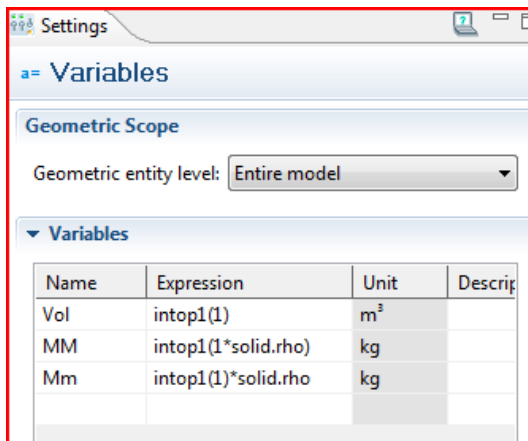 Settings
a= Variables
Geometric Scope
Geometric entity level: Entire model
Variables
Name Expression Unit Descrip
Vol intop1(1) m³
MM intop1(1*solid.rho) kg
Mm intop1(1)*solid.rho kg